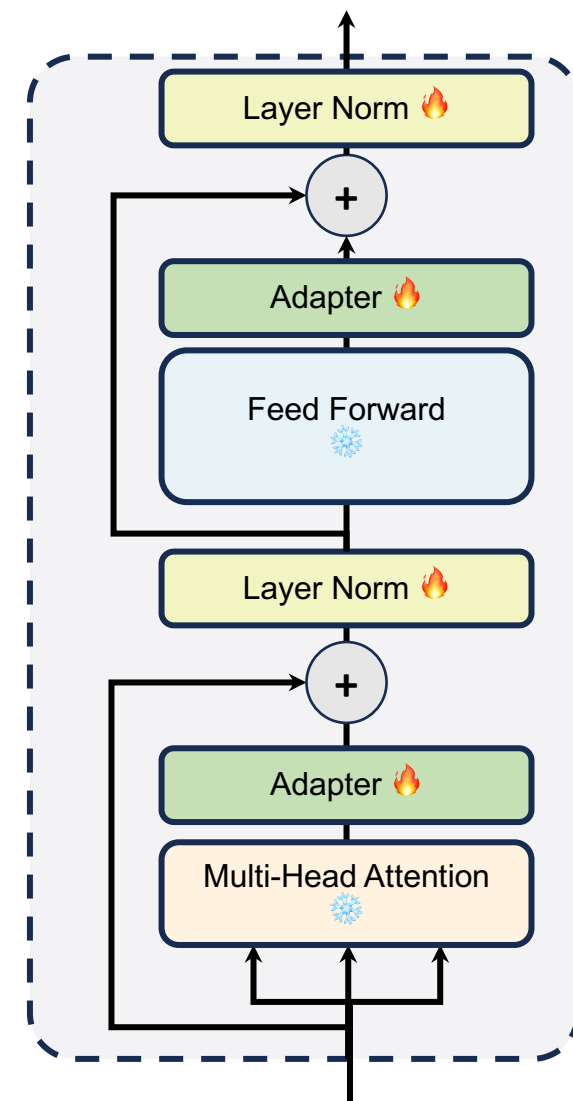 Layer Norm 🔥
+
Adapter 🔥
Feed Forward
❄️
Layer Norm 🔥
+
Adapter 🔥
Multi-Head Attention
❄️